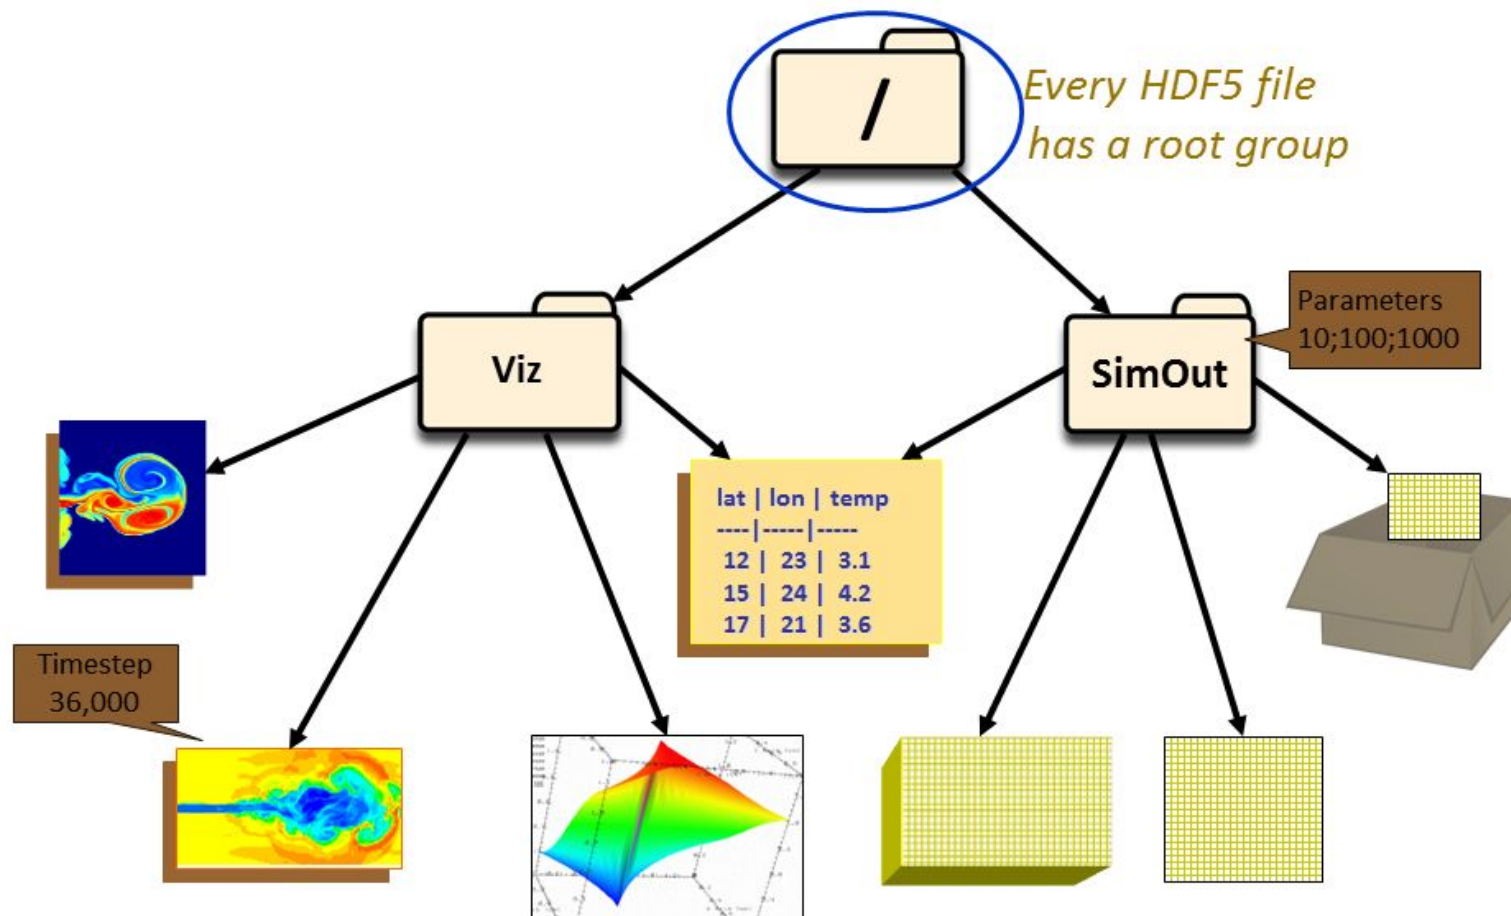 /
Every HDF5 file
has a root group
Viz
SimOut
Parameters
10;100;1000
lat | lon | temp
----|-----|-----
12 | 23 | 3.1
15 | 24 | 4.2
17 | 21 | 3.6
Timestep
36,000